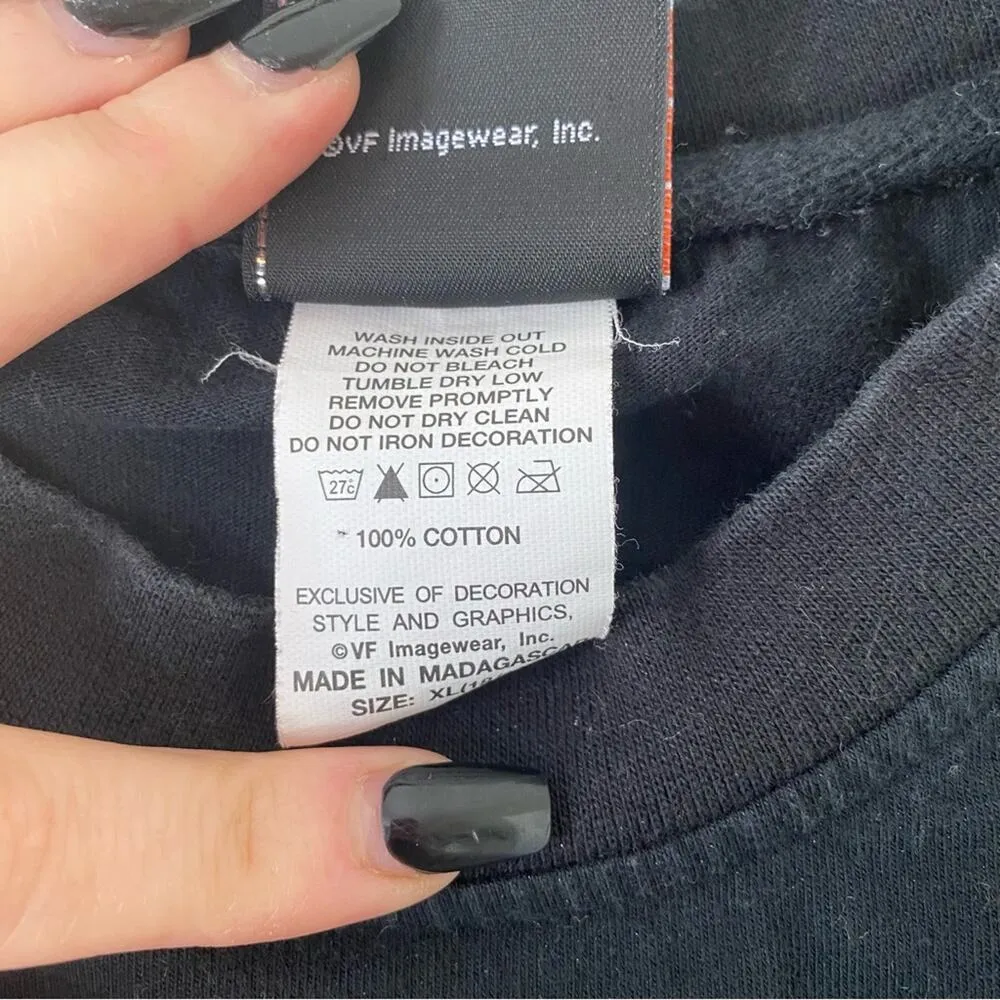 ©VF Imagewear, Inc.
WASH INSIDE OUT
MACHINE WASH COLD
DO NOT BLEACH
TUMBLE DRY LOW
REMOVE PROMPTLY
DO NOT DRY CLEAN
DO NOT IRON DECORATION
27c
100% COTTON
EXCLUSIVE OF DECORATION
STYLE AND GRAPHICS,
©VF Imagewear, Inc.
MADE IN MADAGASCA
SIZE: XL